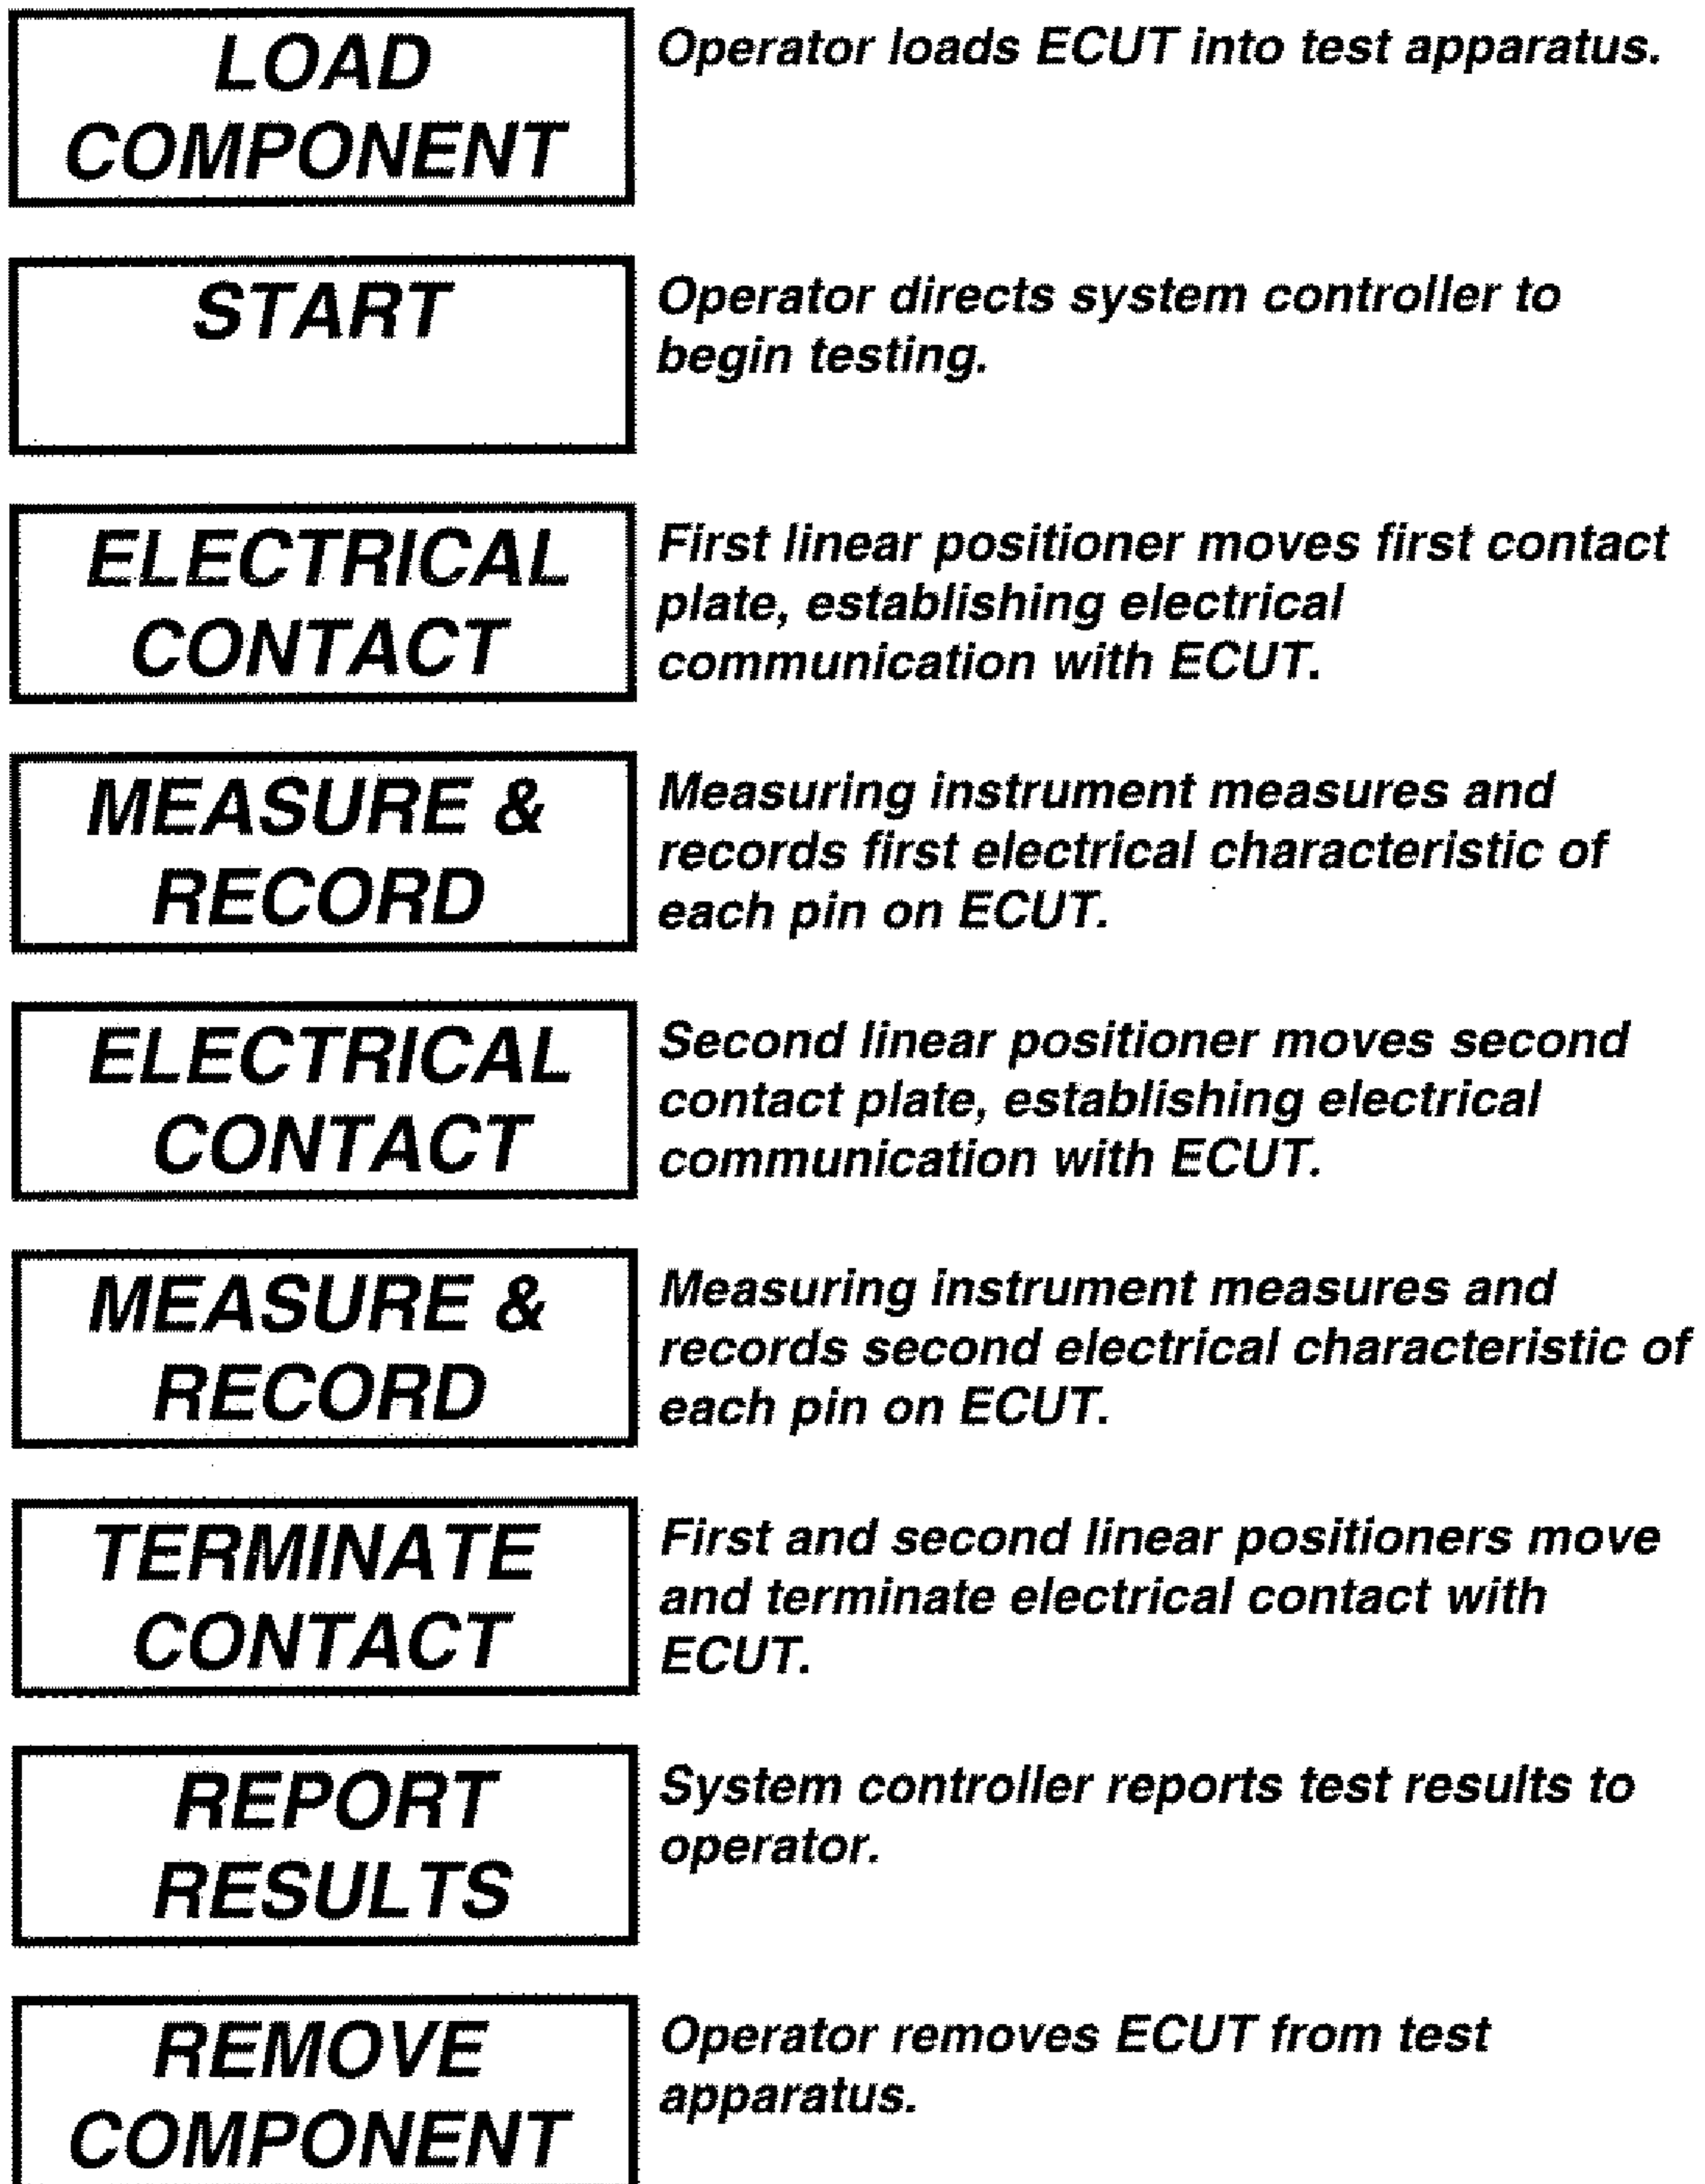 LOAD
COMPONENT
Operator loads ECUT into test apparatus.
START
Operator directs system controller to
begin testing.
ELECTRICAL
CONTACT
First linear positioner moves first contact
plate, establishing electrical
communication with ECUT.
MEASURE &
RECORD
Measuring instrument measures and
records first electrical characteristic of
each pin on ECUT.
ELECTRICAL
CONTACT
Second linear positioner moves second
contact plate, establishing electrical
communication with ECUT.
MEASURE &
RECORD
Measuring instrument measures and
records second electrical characteristic of
each pin on ECUT.
TERMINATE
CONTACT
First and second linear positioners move
and terminate electrical contact with
ECUT.
REPORT
RESULTS
System controller reports test results to
operator.
REMOVE
COMPONENT
Operator removes ECUT from test
apparatus.